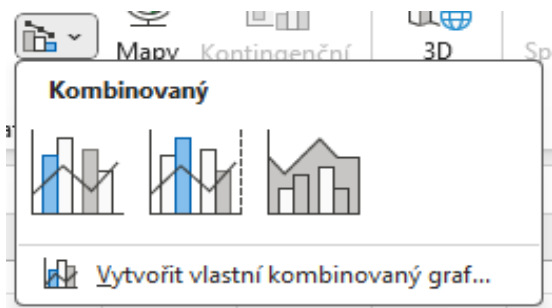 Mapy Kontingenční 3D
Kombinovaný
Vytvořit vlastní kombinovaný graf...